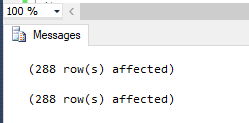 100 %
Messages
(288 row(s) affected)
(288 row(s) affected)